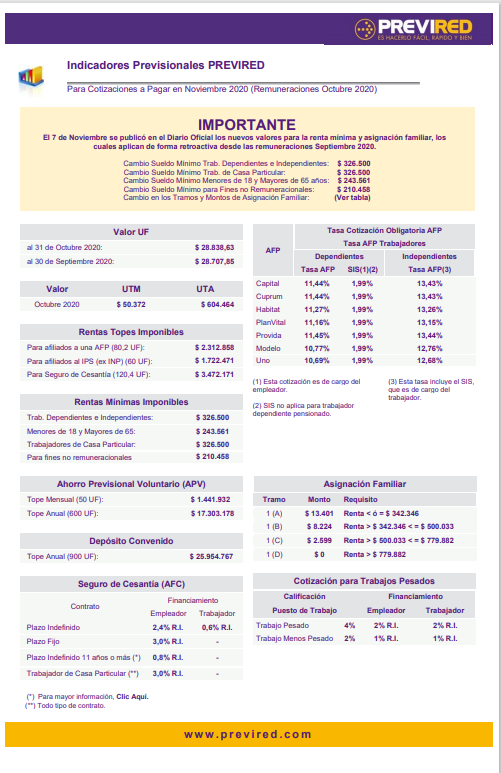 PREVIRED
ES HACERLO FÁCIL, RÁPIDO Y BIEN
Indicadores Previsionales PREVIRED
Para Cotizaciones a Pagar en Noviembre 2020 (Remuneraciones Octubre 2020)
IMPORTANTE
El 7 de Noviembre se publicó en el Diario Oficial los nuevos valores para la renta mínima y asignación familiar, los
cuales aplican de forma retroactiva desde las remuneraciones Septiembre 2020.
Cambio Sueldo Mínimo Trab. Dependientes e Independientes: $ 326.500
Cambio Sueldo Mínimo Trab. de Casa Particular: $ 326.500
Cambio Sueldo Mínimo Menores de 18 y Mayores de 65 años: $ 243.561
Cambio Sueldo Mínimo para Fines no Remuneracionales: $ 210.458
Cambio en los Tramos y Montos de Asignación Familiar: (Ver tabla)
Valor UF
al 31 de Octubre 2020: $ 28.838,63
al 30 de Septiembre 2020: $ 28.707,85
Valor UTM UTA
Octubre 2020 $ 50.372 $ 604.464
Rentas Topes Imponibles
Para afiliados a una AFP (80,2 UF): $ 2.312.858
Para afiliados al IPS (ex INP) (60 UF): $ 1.722.471
Para Seguro de Cesantía (120,4 UF): $ 3.472.171
Rentas Mínimas Imponibles
Trab. Dependientes e Independientes: $ 326.500
Menores de 18 y Mayores de 65: $ 243.561
Trabajadores de Casa Particular: $ 326.500
Para fines no remuneracionales $ 210.458
Tasa Cotización Obligatoria AFP
AFP Tasa AFP Trabajadores
Dependientes Independientes
Tasa AFP SIS(1)(2) Tasa AFP(3)
Capital 11,44% 1,99% 13,43%
Cuprum 11,44% 1,99% 13,43%
Habitat 11,27% 1,99% 13,26%
PlanVital 11,16% 1,99% 13,15%
Provida 11,45% 1,99% 13,44%
Modelo 10,77% 1,99% 12,76%
Uno 10,69% 1,99% 12,68%
(1) Esta cotización es de cargo del
empleador.
(2) SIS no aplica para trabajador
dependiente pensionado.
(3) Esta tasa incluye el SIS,
que es de cargo del
trabajador.
Ahorro Previsional Voluntario (APV)
Tope Mensual (50 UF): $ 1.441.932
Tope Anual (600 UF): $ 17.303.178
Depósito Convenido
Tope Anual (900 UF): $ 25.954.767
Asignación Familiar
Tramo Monto Requisito
1 (A) $ 13.401 Renta < ó = $ 342.346
1 (B) $ 8.224 Renta > $ 342.346 < = $ 500.033
1 (C) $ 2.599 Renta > $ 500.033 < = $ 779.882
1 (D) $ 0 Renta > $ 779.882
Seguro de Cesantía (AFC)
Contrato Financiamiento
Empleador Trabajador
Plazo Indefinido 2,4% R.I. 0,6% R.I.
Plazo Fijo 3,0% R.I. -
Plazo Indefinido 11 años o más (*) 0,8% R.I. -
Trabajador de Casa Particular (**) 3,0% R.I. -
Cotización para Trabajos Pesados
Calificación Financiamiento
Puesto de Trabajo Empleador Trabajador
Trabajo Pesado 4% 2% R.I. 2% R.I.
Trabajo Menos Pesado 2% 1% R.I. 1% R.I.
(*) Para mayor información, Clic Aquí.
(**) Todo tipo de contrato.
www.previred.com